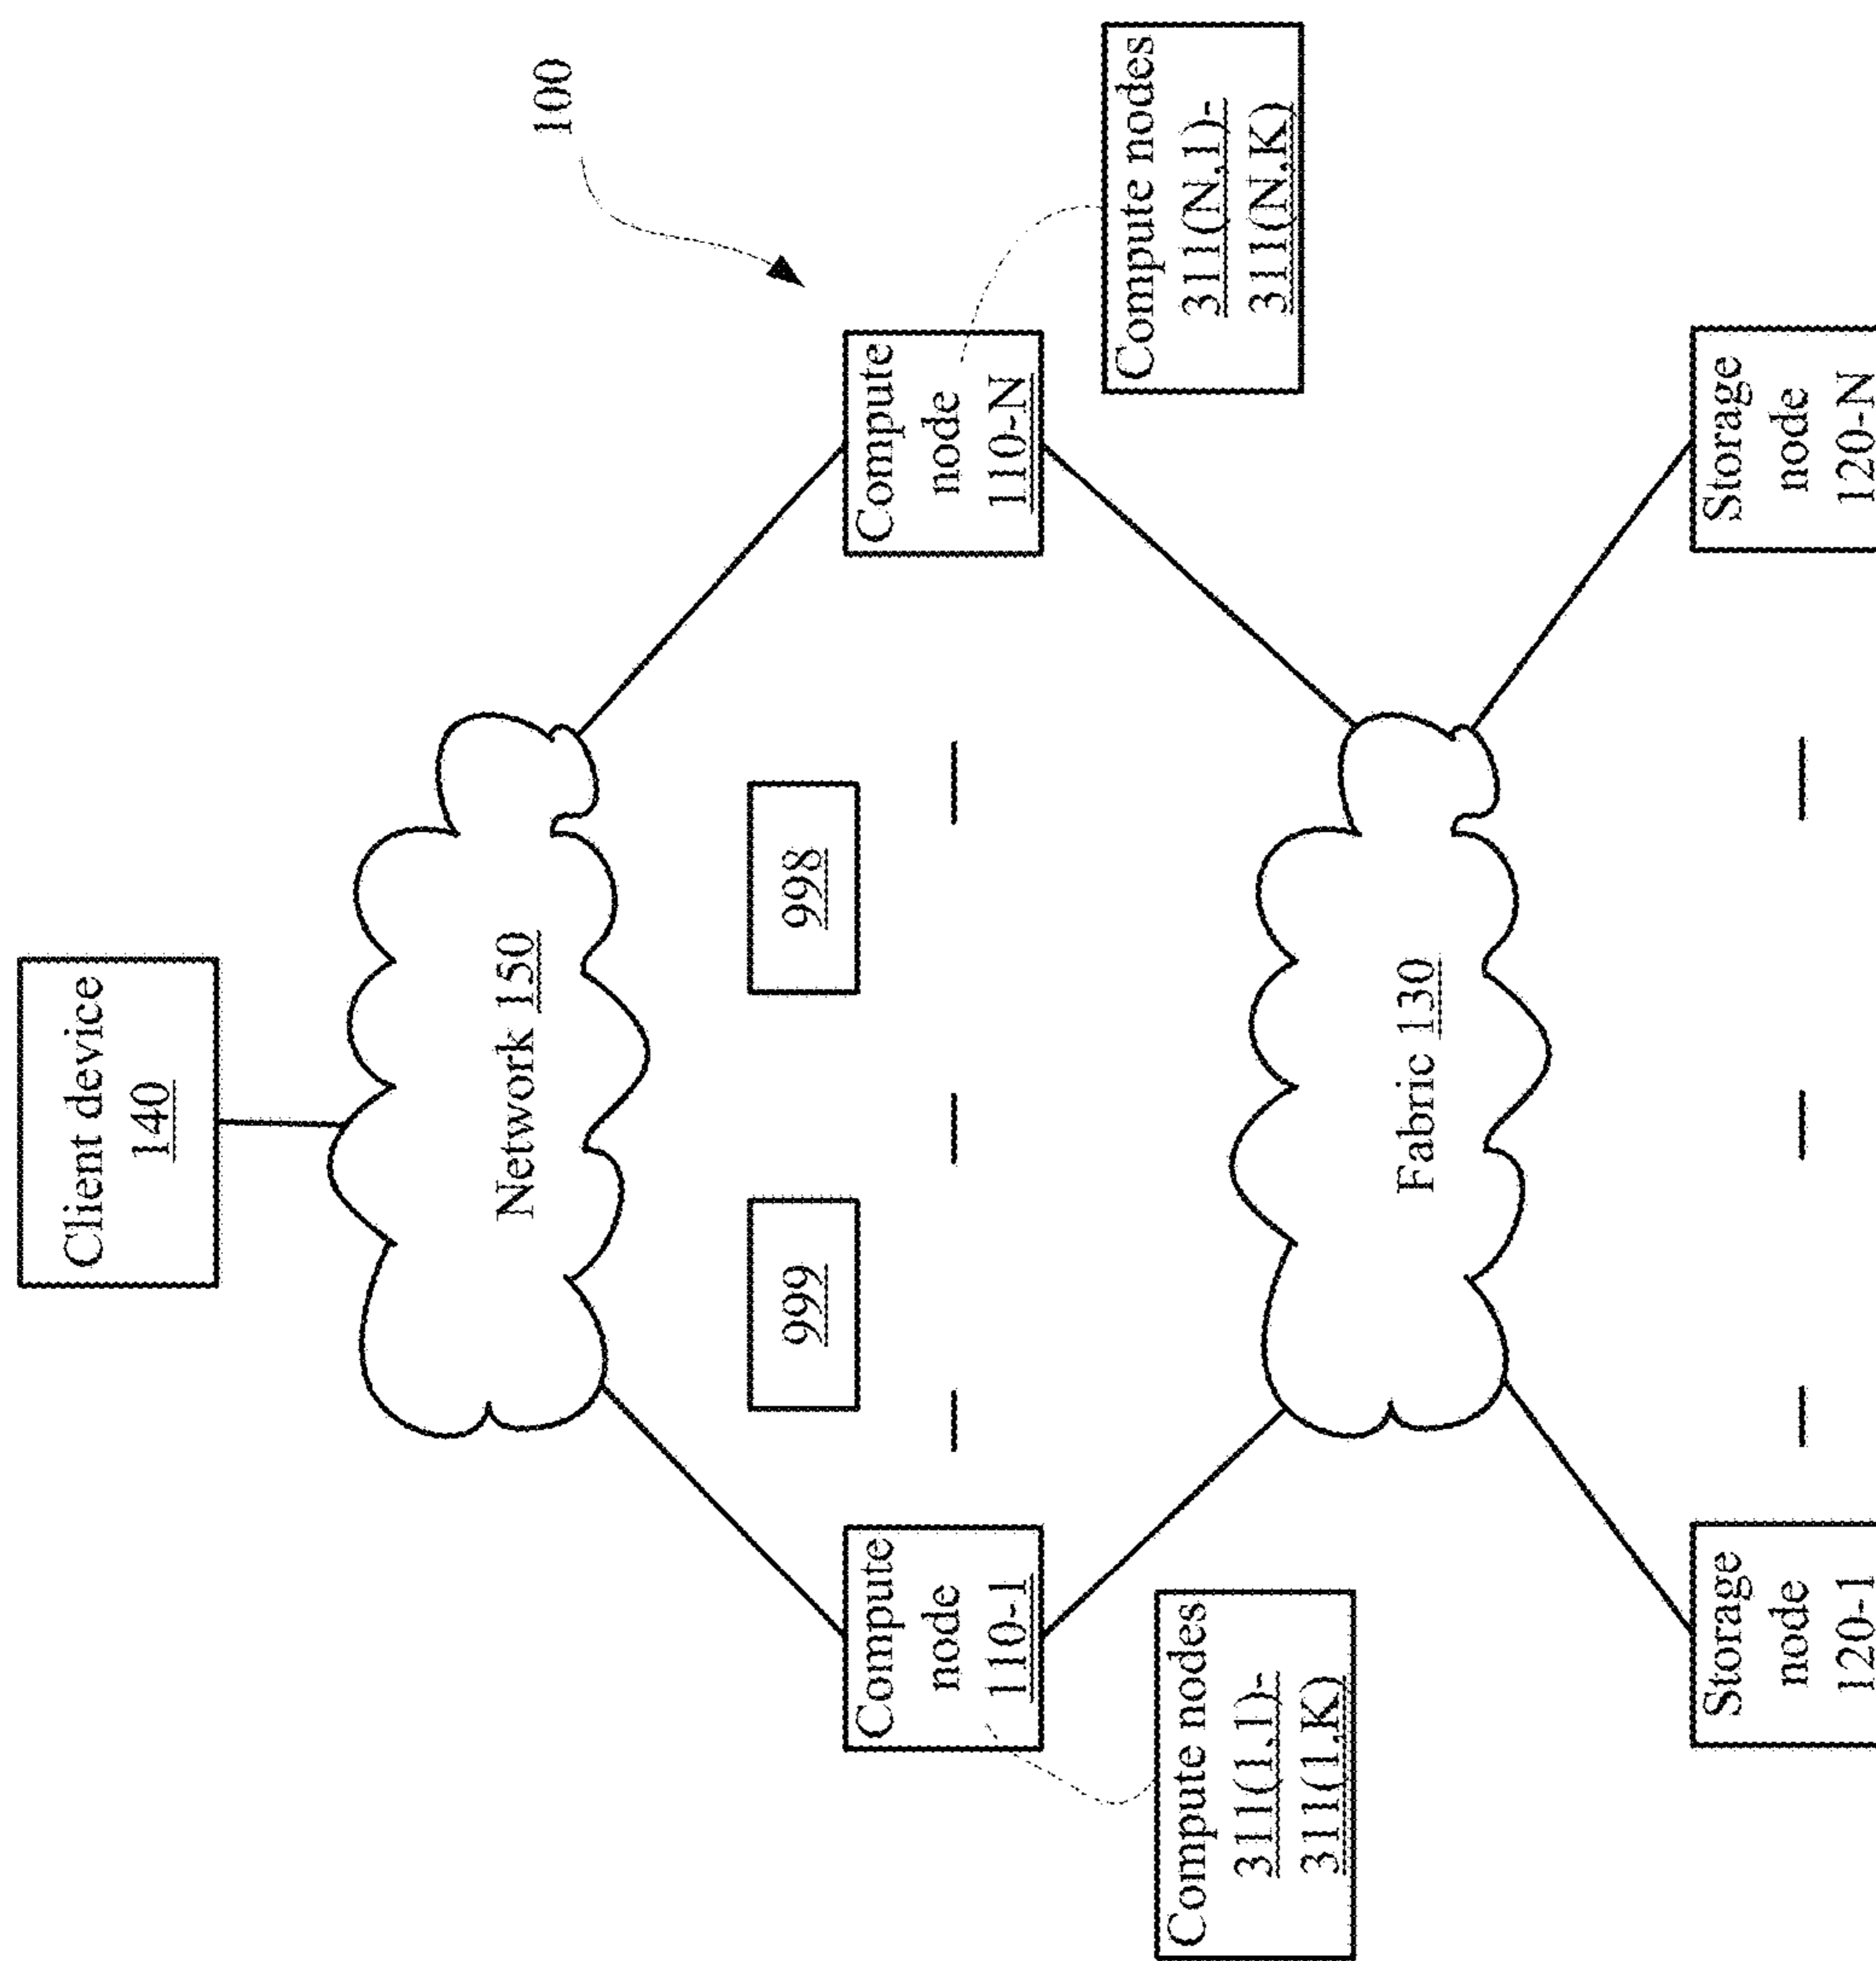 100
Client device
140
Network 150
999
998
Compute
node
110-1
Compute
node
110-N
Compute nodes
311(1,1)-
311(1,K)
Compute nodes
311(N,1)-
311(N,K)
Fabric 130
Storage
node
120-1
Storage
node
120-N